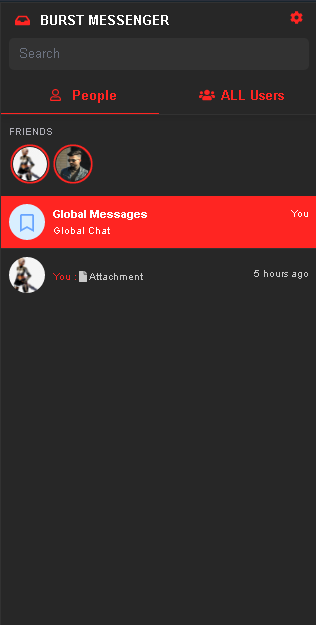 BURST MESSENGER
Search
People ALL Users
FRIENDS
Global Messages You
Global Chat
You : Attachment 5 hours ago